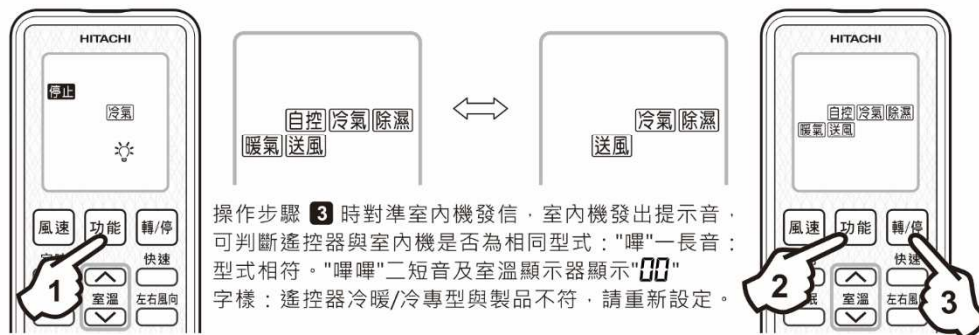 HITACHI
停止
冷氣
風速 功能 轉/停
快速
室溫
左右風向
1
自控 冷氣 除濕
暖氣 送風
冷氣 除濕
送風
操作步驟 3 時對準室內機發信，室內機發出提示音，
可判斷遙控器與室內機是否為相同型式："嗶"一長音：
型式相符。"嗶嗶"二短音及室溫顯示器顯示"00"
字樣：遙控器冷暖/冷專型與製品不符，請重新設定。
HITACHI
自控 冷氣 除濕
暖氣 送風
風速 功能 轉/停
快速
室溫
左右風
2
3